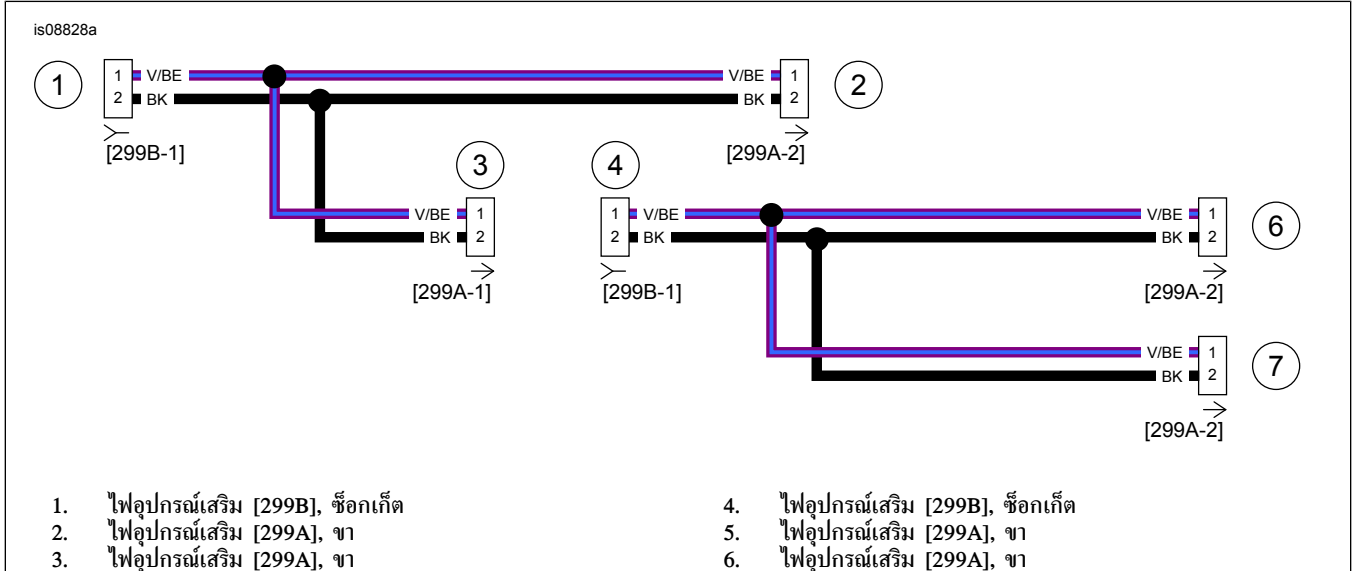 is08828a
1
1 V/BE V/BE 1
2 BK BK 2
2
[299B-1]
[299A-2]
3
4
V/BE 1
BK 2
1 V/BE V/BE 1
2 BK BK 2
6
[299A-1]
[299B-1]
[299A-2]
V/BE 1
BK 2
7
[299A-2]
1. ไฟอุปกรณ์เสริม [299B], ซ็อกเก็ต
2. ไฟอุปกรณ์เสริม [299A], ขา
3. ไฟอุปกรณ์เสริม [299A], ขา
4. ไฟอุปกรณ์เสริม [299B], ซ็อกเก็ต
5. ไฟอุปกรณ์เสริม [299A], ขา
6. ไฟอุปกรณ์เสริม [299A], ขา